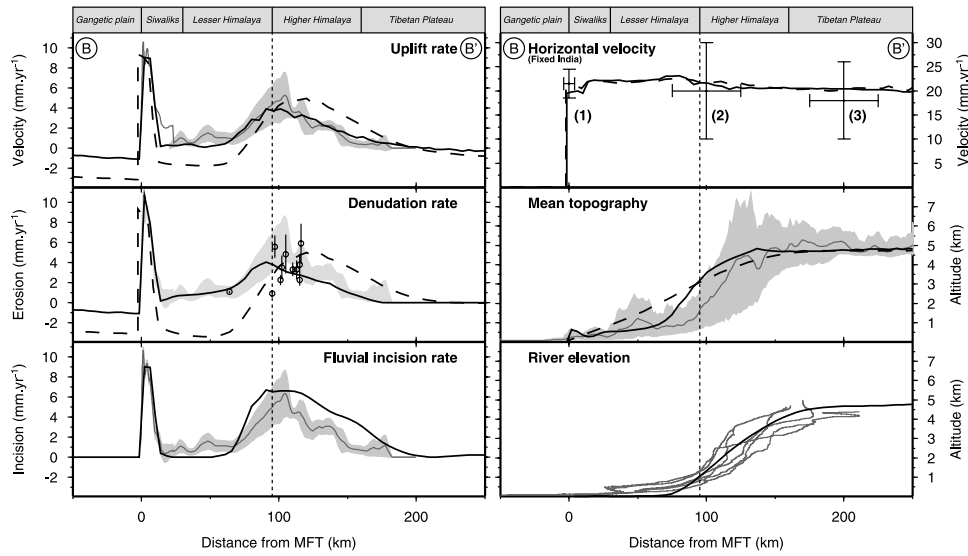 Gangetic plain Siwaliks Lesser Himalaya Higher Himalaya Tibetan Plateau
B Uplift rate B'
Velocity (mm.yr-1)
10
8
6
4
2
0
-2
Denudation rate
Erosion (mm.yr-1)
10
8
6
4
2
0
-2
Fluvial incision rate
Incision (mm.yr-1)
10
8
6
4
2
0
-2
0 100 200
Distance from MFT (km)
Gangetic plain Siwaliks Lesser Himalaya Higher Himalaya Tibetan Plateau
B Horizontal velocity B'
(Fixed India)
(1) (2) (3)
30
25
20
15
10
5
Velocity (mm.yr-1)
Mean topography
7
6
5
4
3
2
1
Altitude (km)
River elevation
7
6
5
4
3
2
1
Altitude (km)
0 100 200
Distance from MFT (km)